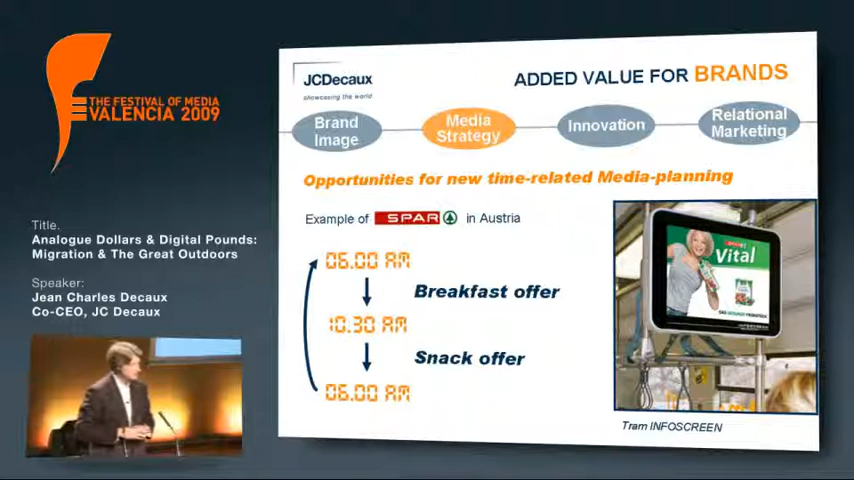 THE FESTIVAL OF MEDIA
VALENCIA 2009
Title.
Analogue Dollars & Digital Pounds:
Migration & The Great Outdoors
Speaker:
Jean Charles Decaux
Co-CEO, JC Decaux
JCDecaux
showcasing the world
ADDED VALUE FOR BRANDS
Brand
Image
Media
Strategy
Innovation
Relational
Marketing
Opportunities for new time-related Media-planning
Example of SPAR in Austria
06.00 AM
Breakfast offer
10.30 AM
Snack offer
06.00 AM
Vital
Tram INFOSCREEN